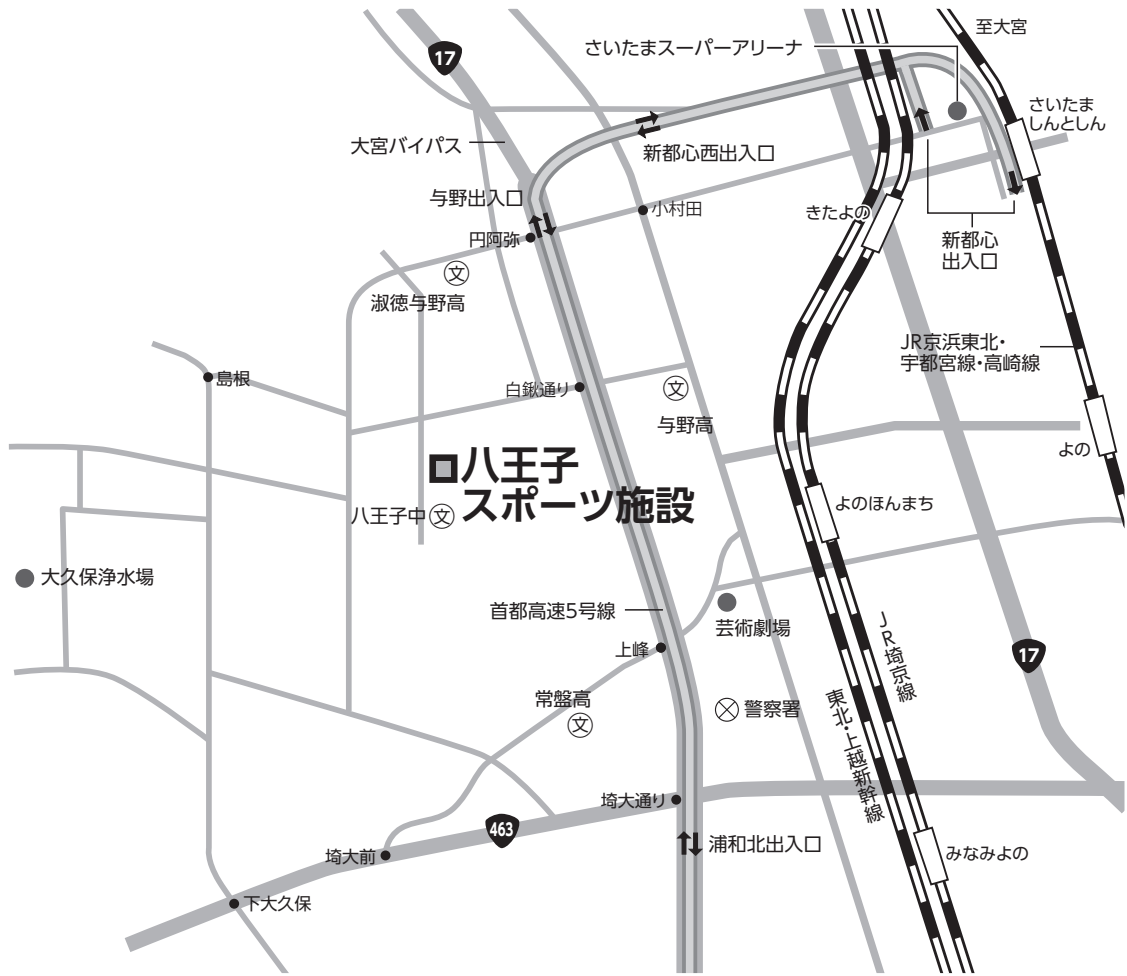 至大宮
さいたまスーパーアリーナ
17
さいたま
しんとしん
大宮バイパス
新都心西出入口
与野出入口
小村田
きたよの
円阿弥
新都心
出入口
文
淑徳与野高
JR京浜東北・
宇都宮線・高崎線
島根
白鍬通り
文
与野高
よの
八王子
スポーツ施設
よのほんまち
八王子中
文
大久保浄水場
首都高速5号線
芸術劇場
上峰
JR埼京線
17
常盤高
文
警察署
東北・上越新幹線
埼大通り
463
浦和北出入口
埼大前
みなみよの
下大久保